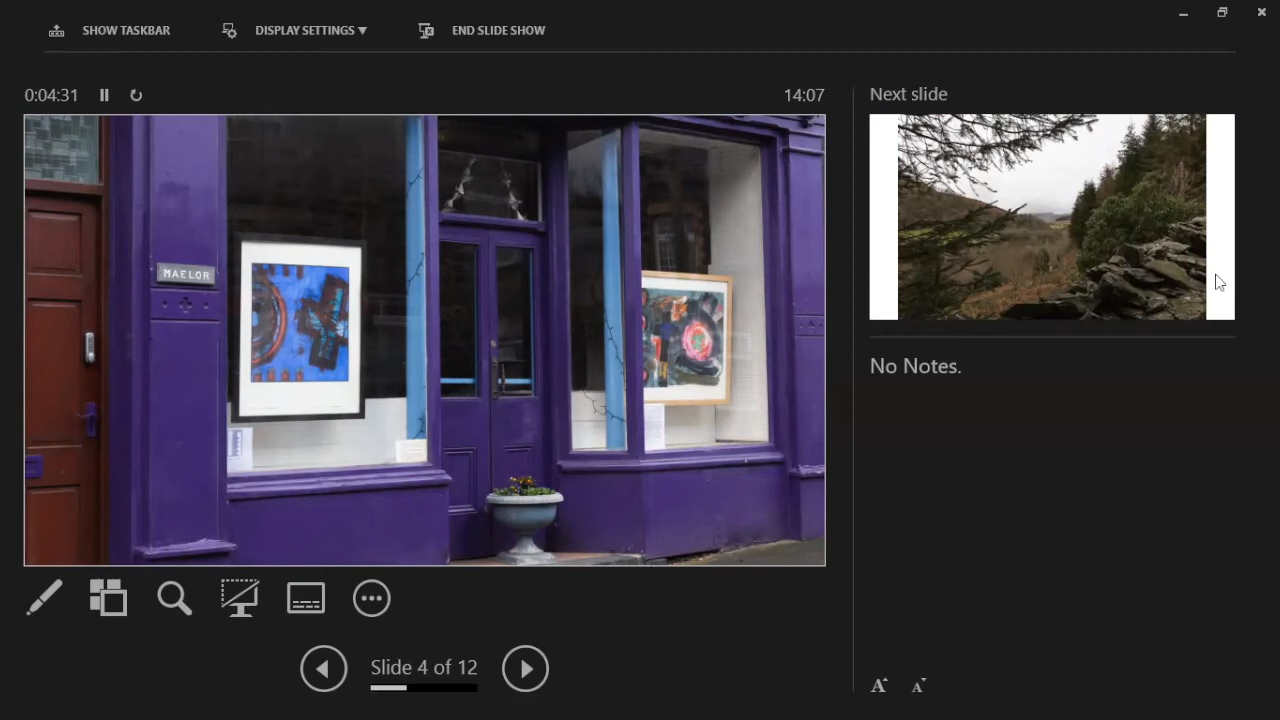 SHOW TASKBAR
DISPLAY SETTINGS ▼
END SLIDE SHOW
0:04:31
14:07
Next slide
MAELOR
No Notes.
Slide 4 of 12
A A